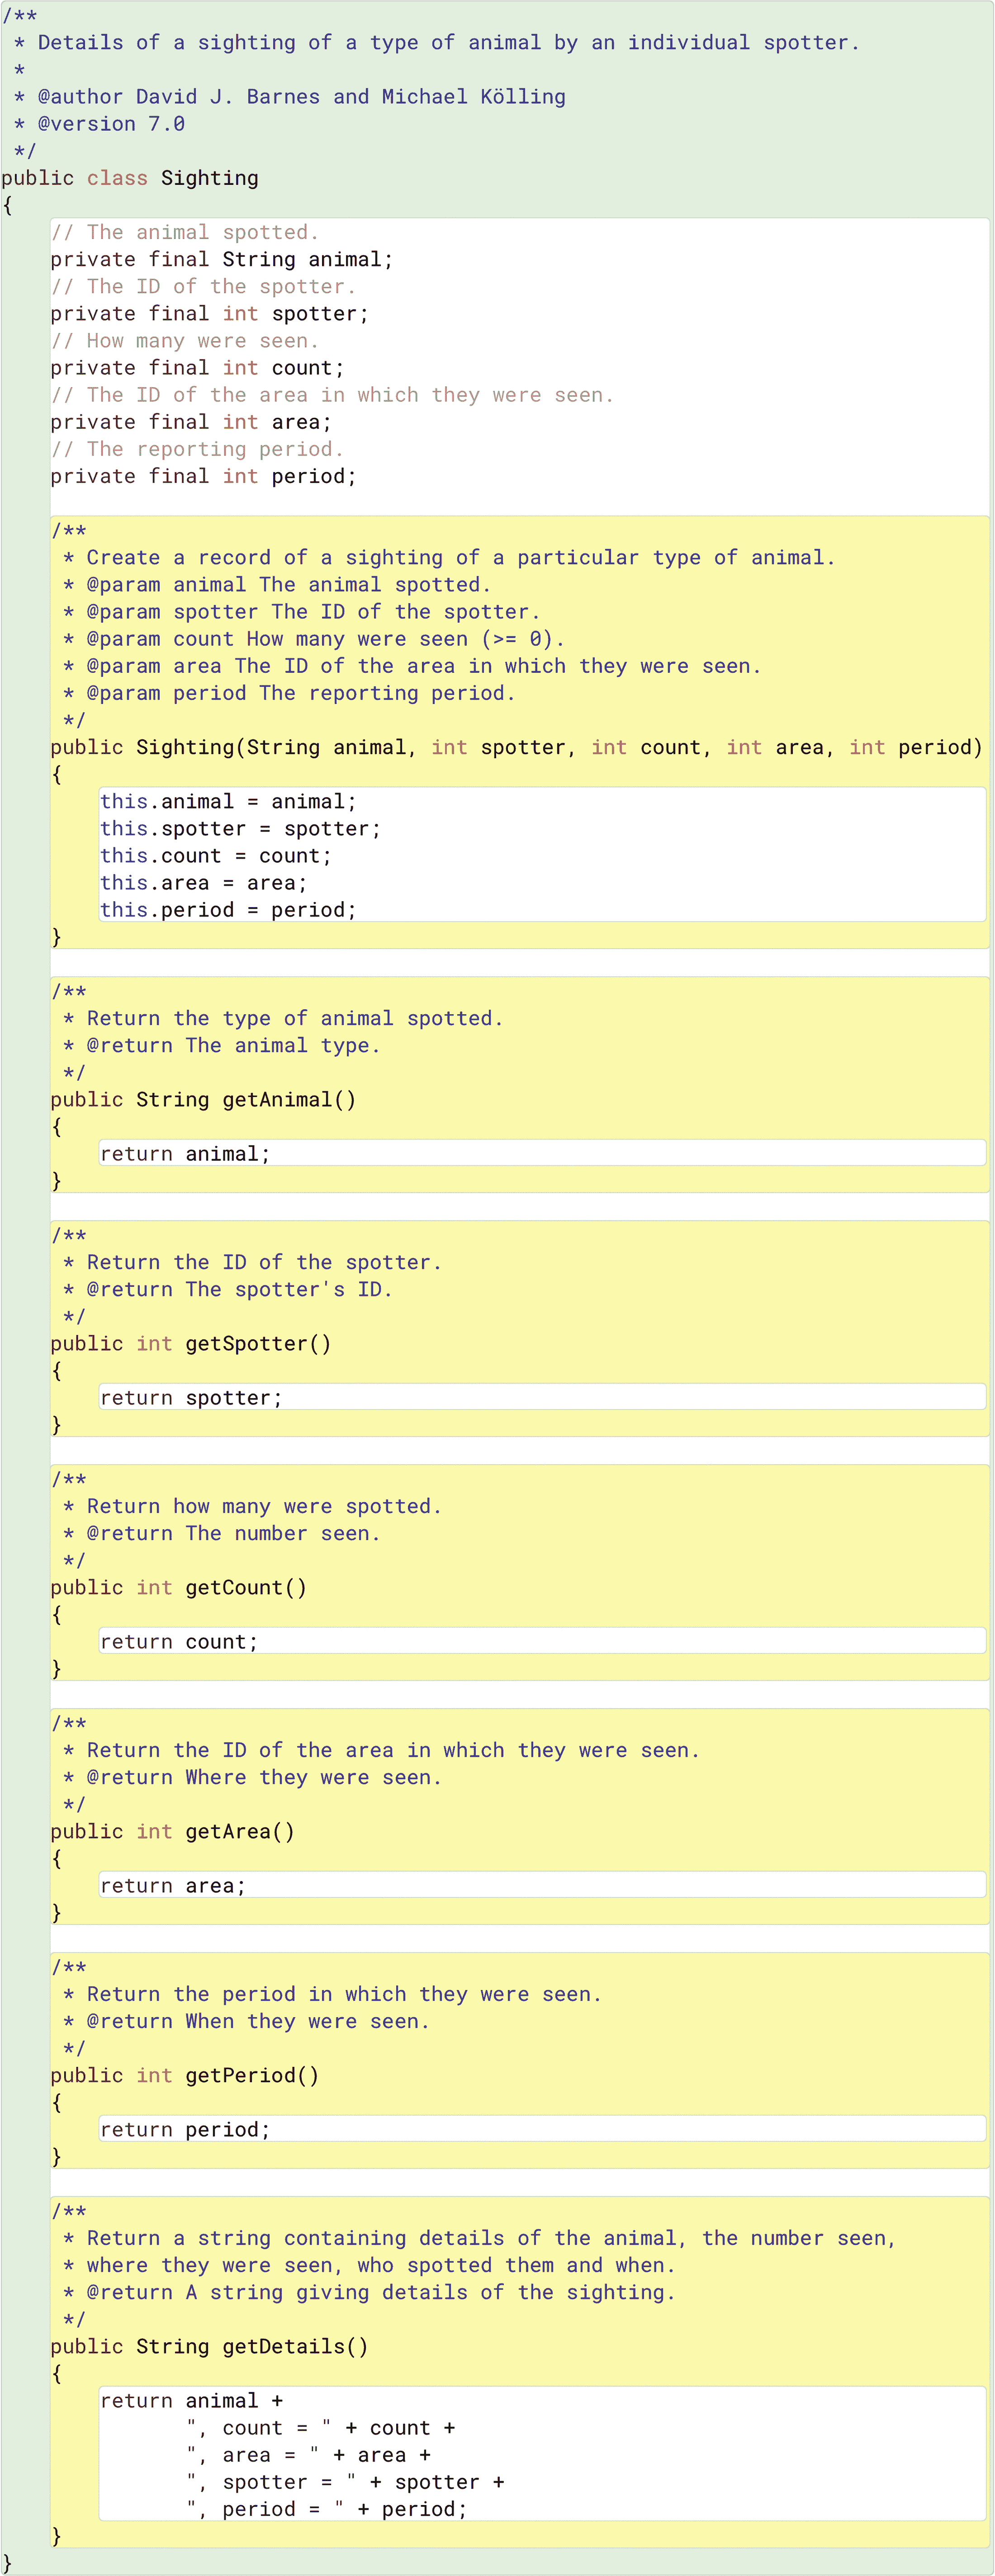 /**
 * Details of a sighting of a type of animal by an individual spotter.
 *
 * @author David J. Barnes and Michael Kölling
 * @version 7.0
 */
public class Sighting
{
    // The animal spotted.
    private final String animal;
    // The ID of the spotter.
    private final int spotter;
    // How many were seen.
    private final int count;
    // The ID of the area in which they were seen.
    private final int area;
    // The reporting period.
    private final int period;

    /**
     * Create a record of a sighting of a particular type of animal.
     * @param animal The animal spotted.
     * @param spotter The ID of the spotter.
     * @param count How many were seen (>= 0).
     * @param area The ID of the area in which they were seen.
     * @param period The reporting period.
     */
    public Sighting(String animal, int spotter, int count, int area, int period)
    {
        this.animal = animal;
        this.spotter = spotter;
        this.count = count;
        this.area = area;
        this.period = period;
    }

    /**
     * Return the type of animal spotted.
     * @return The animal type.
     */
    public String getAnimal()
    {
        return animal;
    }

    /**
     * Return the ID of the spotter.
     * @return The spotter's ID.
     */
    public int getSpotter()
    {
        return spotter;
    }

    /**
     * Return how many were spotted.
     * @return The number seen.
     */
    public int getCount()
    {
        return count;
    }

    /**
     * Return the ID of the area in which they were seen.
     * @return Where they were seen.
     */
    public int getArea()
    {
        return area;
    }

    /**
     * Return the period in which they were seen.
     * @return When they were seen.
     */
    public int getPeriod()
    {
        return period;
    }

    /**
     * Return a string containing details of the animal, the number seen,
     * where they were seen, who spotted them and when.
     * @return A string giving details of the sighting.
     */
    public String getDetails()
    {
        return animal +
               ", count = " + count +
               ", area = " + area +
               ", spotter = " + spotter +
               ", period = " + period;
    }
}